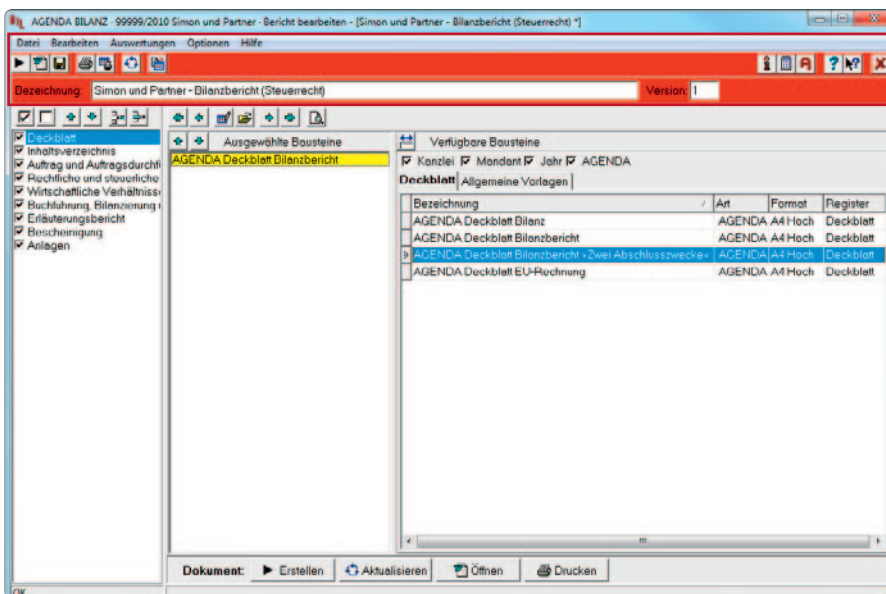 AGENDA BILANZ - 99999/2010 Simon und Partner - Bericht bearbeiten - [Simon und Partner - Bilanzbericht (Steuerrecht) *]
Datei Bearbeiten Auswertungen Optionen Hilfe
Bezeichnung: Simon und Partner - Bilanzbericht (Steuerrecht) Version: 1
Ausgewählte Bausteine
Verfügbare Bausteine
Deckblatt
Inhaltsverzeichnis
Auftrag und Auftragsdurchf
Rechtliche und steuerliche
Wirtschaftliche Verhältniss
Buchführung, Bilanzierung
Erläuterungsbericht
Bescheinigung
Anlagen
AGENDA Deckblatt Bilanzbericht
Kanzlei Mandant Jahr AGENDA
Deckblatt Allgemeine Vorlagen
Bezeichnung Art Format Register
AGENDA Deckblatt Bilanz AGENDA A4 Hoch Deckblatt
AGENDA Deckblatt Bilanzbericht AGENDA A4 Hoch Deckblatt
AGENDA Deckblatt Bilanzbericht »Zwei Abschlusszwecke« AGENDA A4 Hoch Deckblatt
AGENDA Deckblatt EU-Rechnung AGENDA A4 Hoch Deckblatt
Dokument: Erstellen Aktualisieren Öffnen Drucken
OK